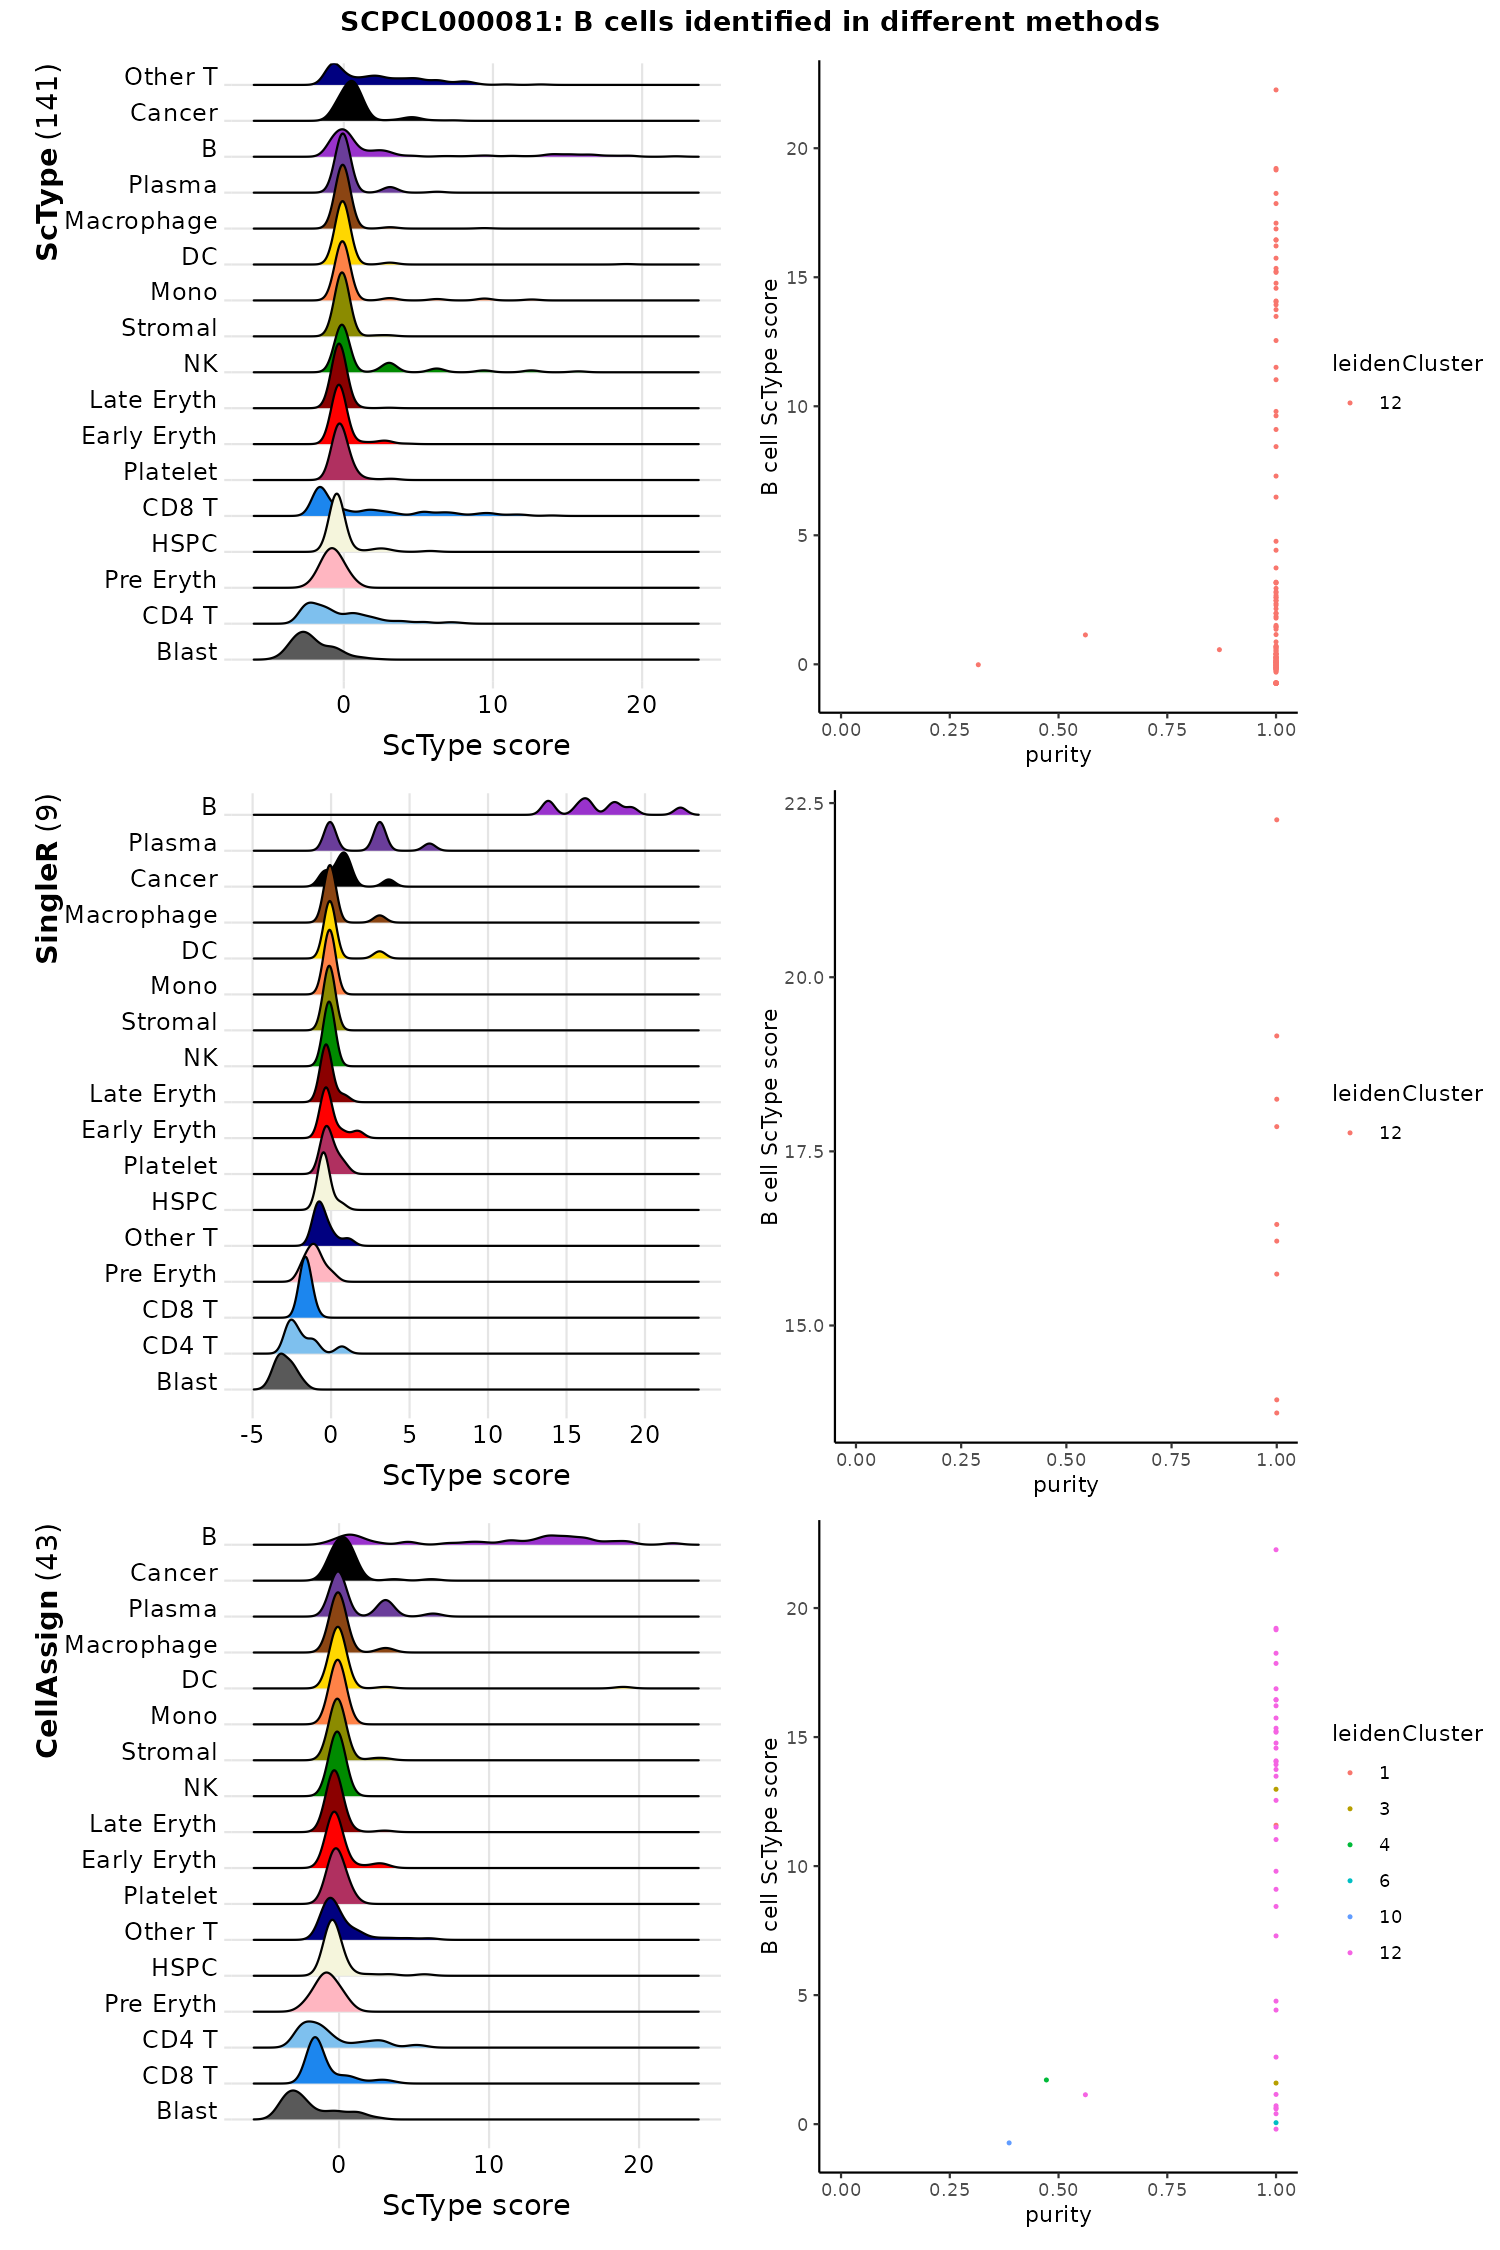 SCPCL000081: B cells identified in different methods
ScType (141)
Other T
Cancer
B
Plasma
Macrophage
DC
Mono
Stromal
NK
Late Eryth
Early Eryth
Platelet
CD8 T
HSPC
Pre Eryth
CD4 T
Blast
0 10 20
ScType score
B cell ScType score
20
15
10
5
0
0.00 0.25 0.50 0.75 1.00
purity
leidenCluster
12
SingleR (9)
B
Plasma
Cancer
Macrophage
DC
Mono
Stromal
NK
Late Eryth
Early Eryth
Platelet
HSPC
Other T
Pre Eryth
CD8 T
CD4 T
Blast
-5 0 5 10 15 20
ScType score
B cell ScType score
22.5
20.0
17.5
15.0
0.00 0.25 0.50 0.75 1.00
purity
leidenCluster
12
CellAssign (43)
B
Cancer
Plasma
Macrophage
DC
Mono
Stromal
NK
Late Eryth
Early Eryth
Platelet
Other T
HSPC
Pre Eryth
CD4 T
CD8 T
Blast
0 10 20
ScType score
B cell ScType score
20
15
10
5
0
0.00 0.25 0.50 0.75 1.00
purity
leidenCluster
1
3
4
6
10
12